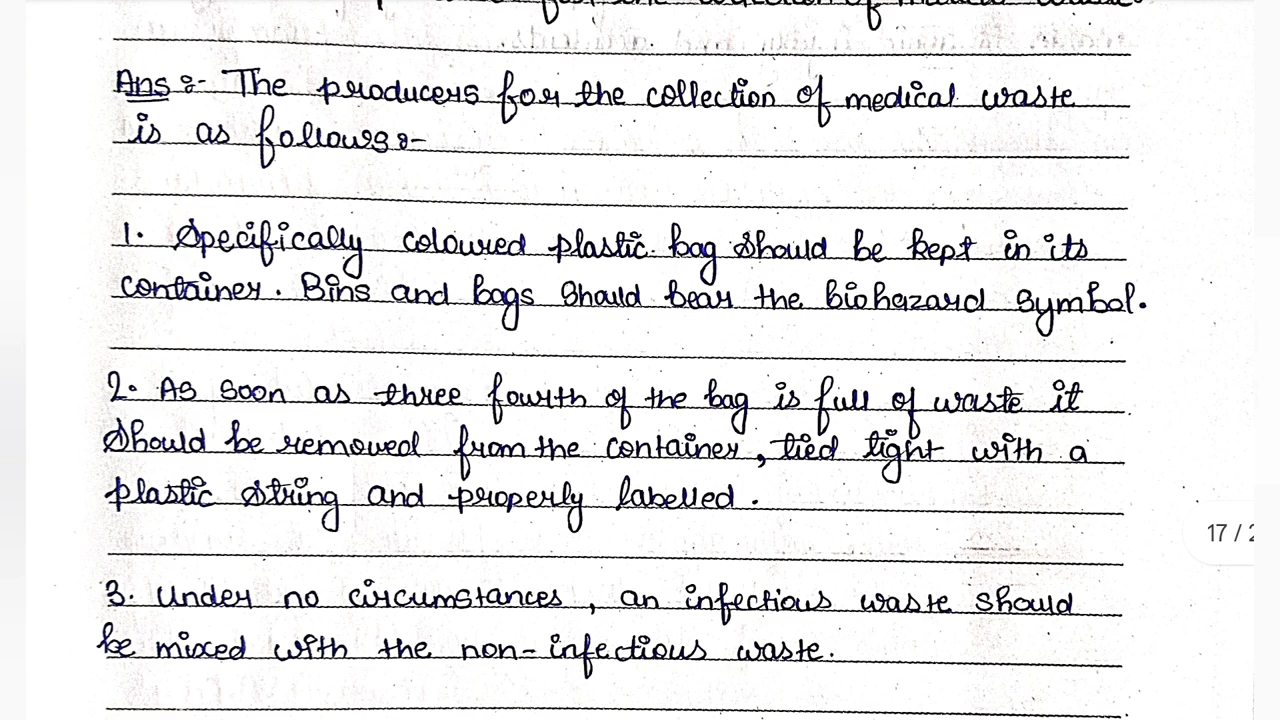 Ans :- The producers for the collection of medical waste
is as follows :-
1. Specifically coloured plastic bag should be kept in its
container. Bins and bags should bear the biohazard symbol.
2. As soon as three fourth of the bag is full of waste it
should be removed from the container, tied tight with a
plastic string and properly labelled.
17 / 2
3. Under no circumstances, an infectious waste should
be mixed with the non-infectious waste.